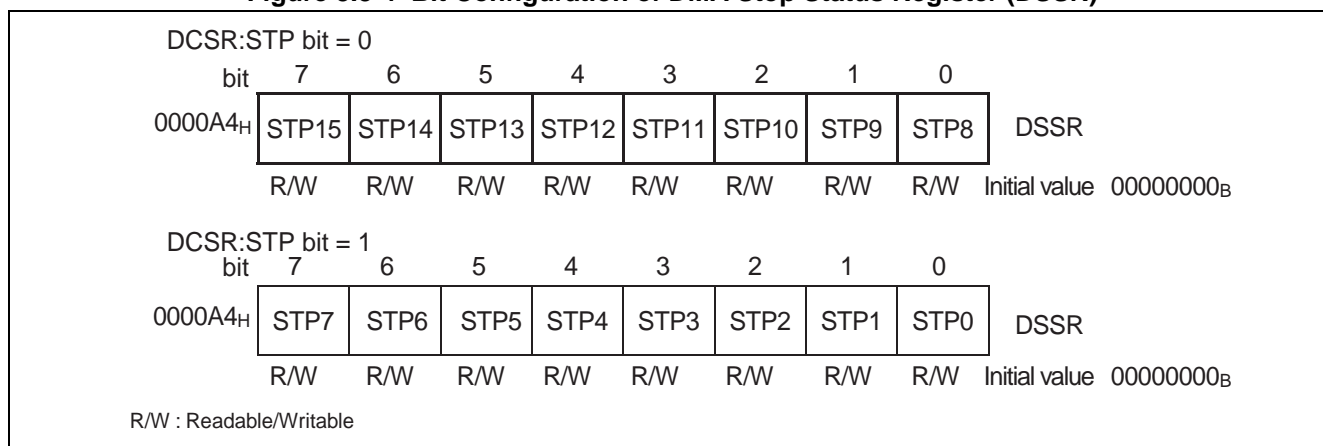 DCSR:STP bit = 0
bit 7 6 5 4 3 2 1 0
0000A4H STP15 STP14 STP13 STP12 STP11 STP10 STP9 STP8 DSSR
R/W R/W R/W R/W R/W R/W R/W R/W Initial value 00000000B
DCSR:STP bit = 1
bit 7 6 5 4 3 2 1 0
0000A4H STP7 STP6 STP5 STP4 STP3 STP2 STP1 STP0 DSSR
R/W R/W R/W R/W R/W R/W R/W R/W Initial value 00000000B
R/W : Readable/Writable